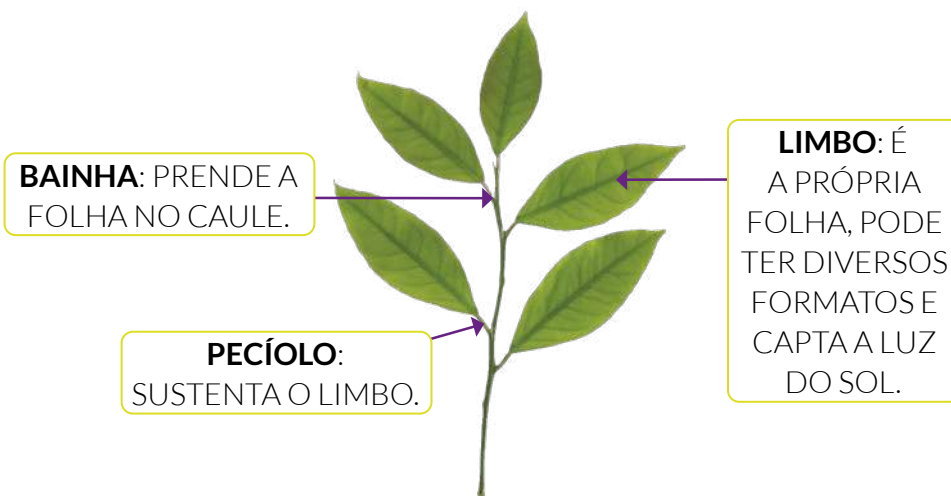 BAINHA: PRENDE A
FOLHA NO CAULE.
PECÍOLO:
SUSTENTA O LIMBO.
LIMBO: É
A PRÓPRIA
FOLHA, PODE
TER DIVERSOS
FORMATOS E
CAPTA A LUZ
DO SOL.